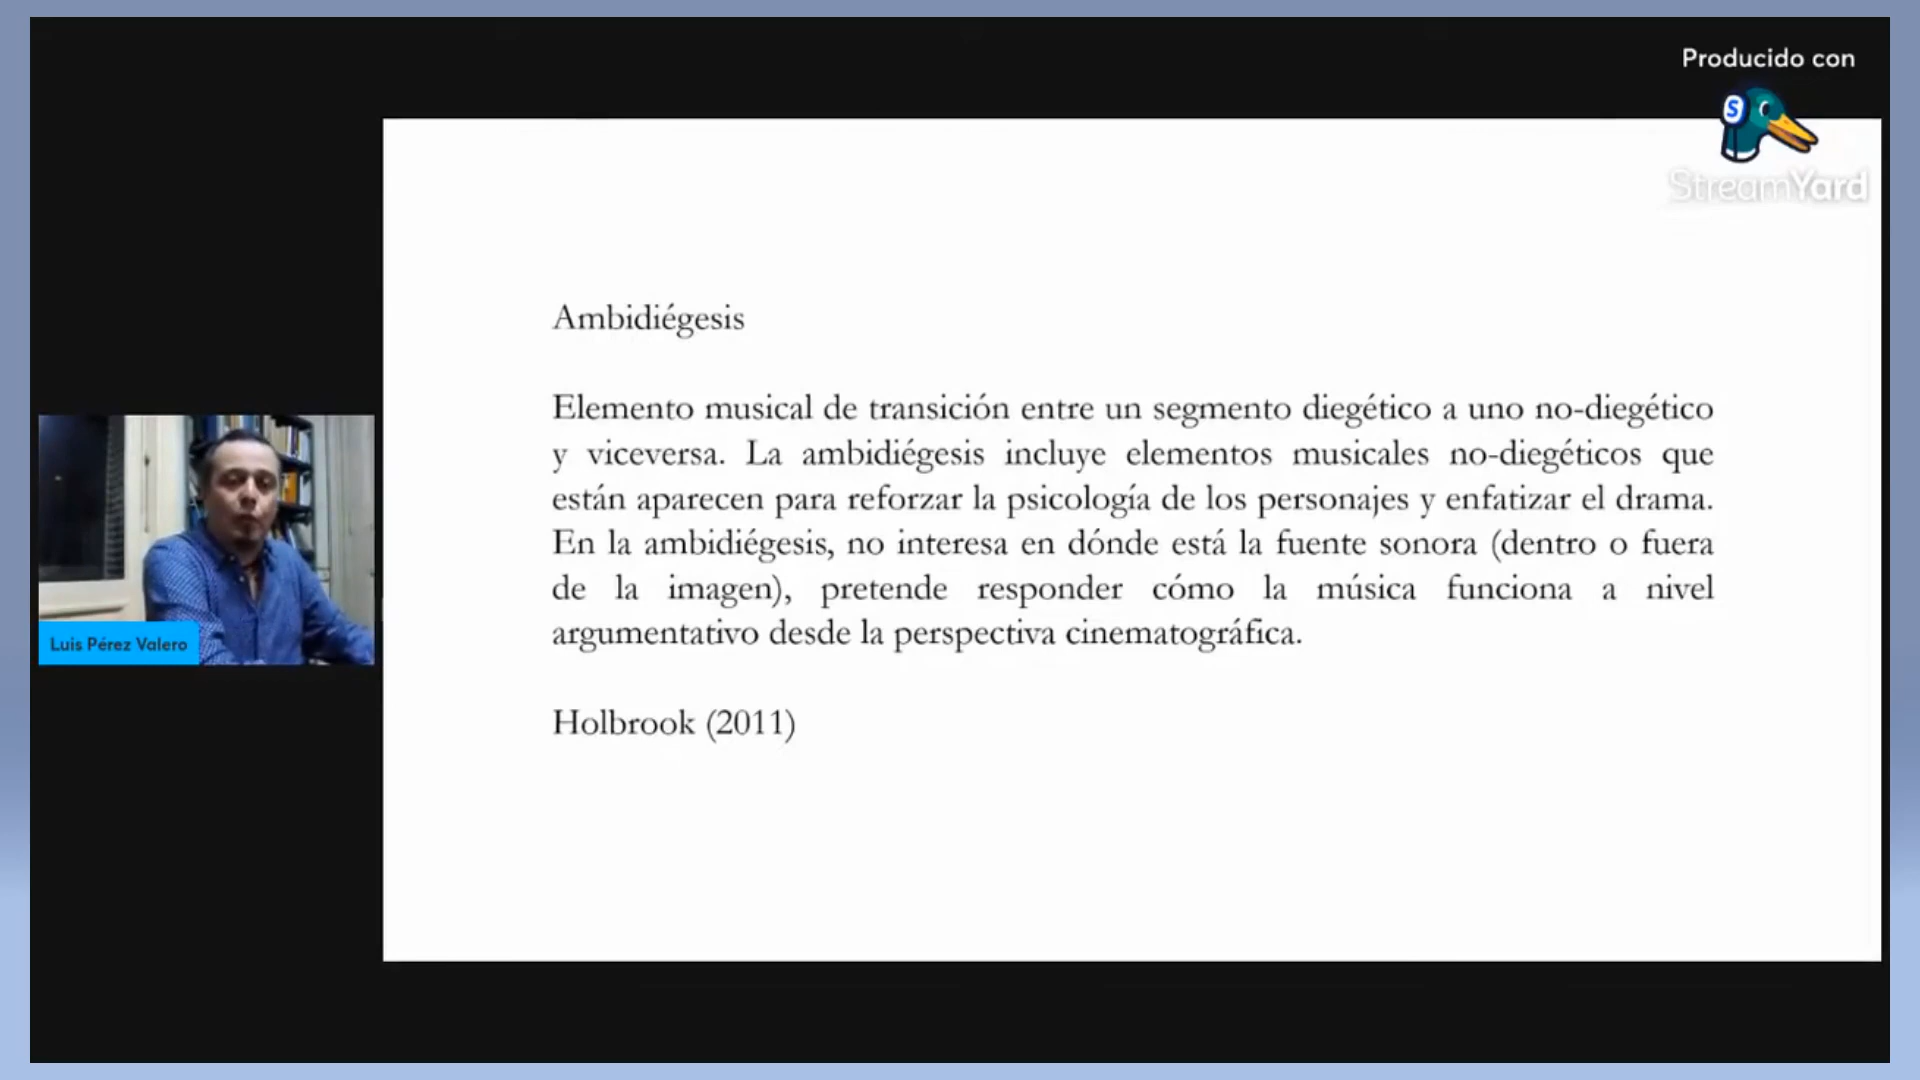 Producido con
S
StreamYard
Ambidiégesis
Elemento musical de transición entre un segmento diegético a uno no-diegético
y viceversa. La ambidiégesis incluye elementos musicales no-diegéticos que
están aparecen para reforzar la psicología de los personajes y enfatizar el drama.
En la ambidiégesis, no interesa en dónde está la fuente sonora (dentro o fuera
de la imagen), pretende responder cómo la música funciona a nivel
argumentativo desde la perspectiva cinematográfica.
Holbrook (2011)
Luis Pérez Valero